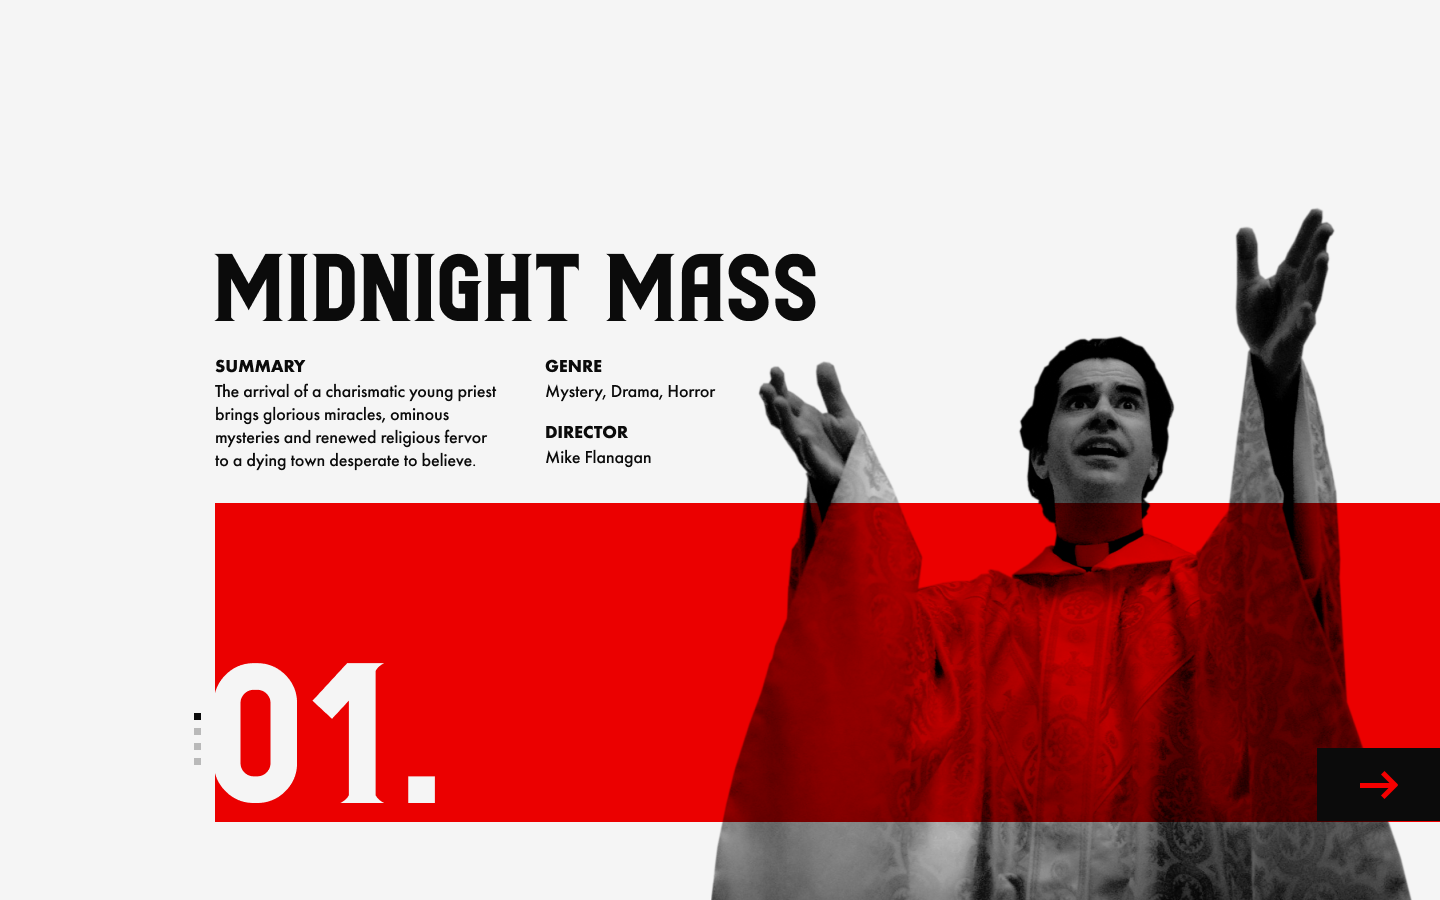 MIDNIGHT MASS
SUMMARY
The arrival of a charismatic young priest
brings glorious miracles, ominous
mysteries and renewed religious fervor
to a dying town desperate to believe.
GENRE
Mystery, Drama, Horror
DIRECTOR
Mike Flanagan
01.